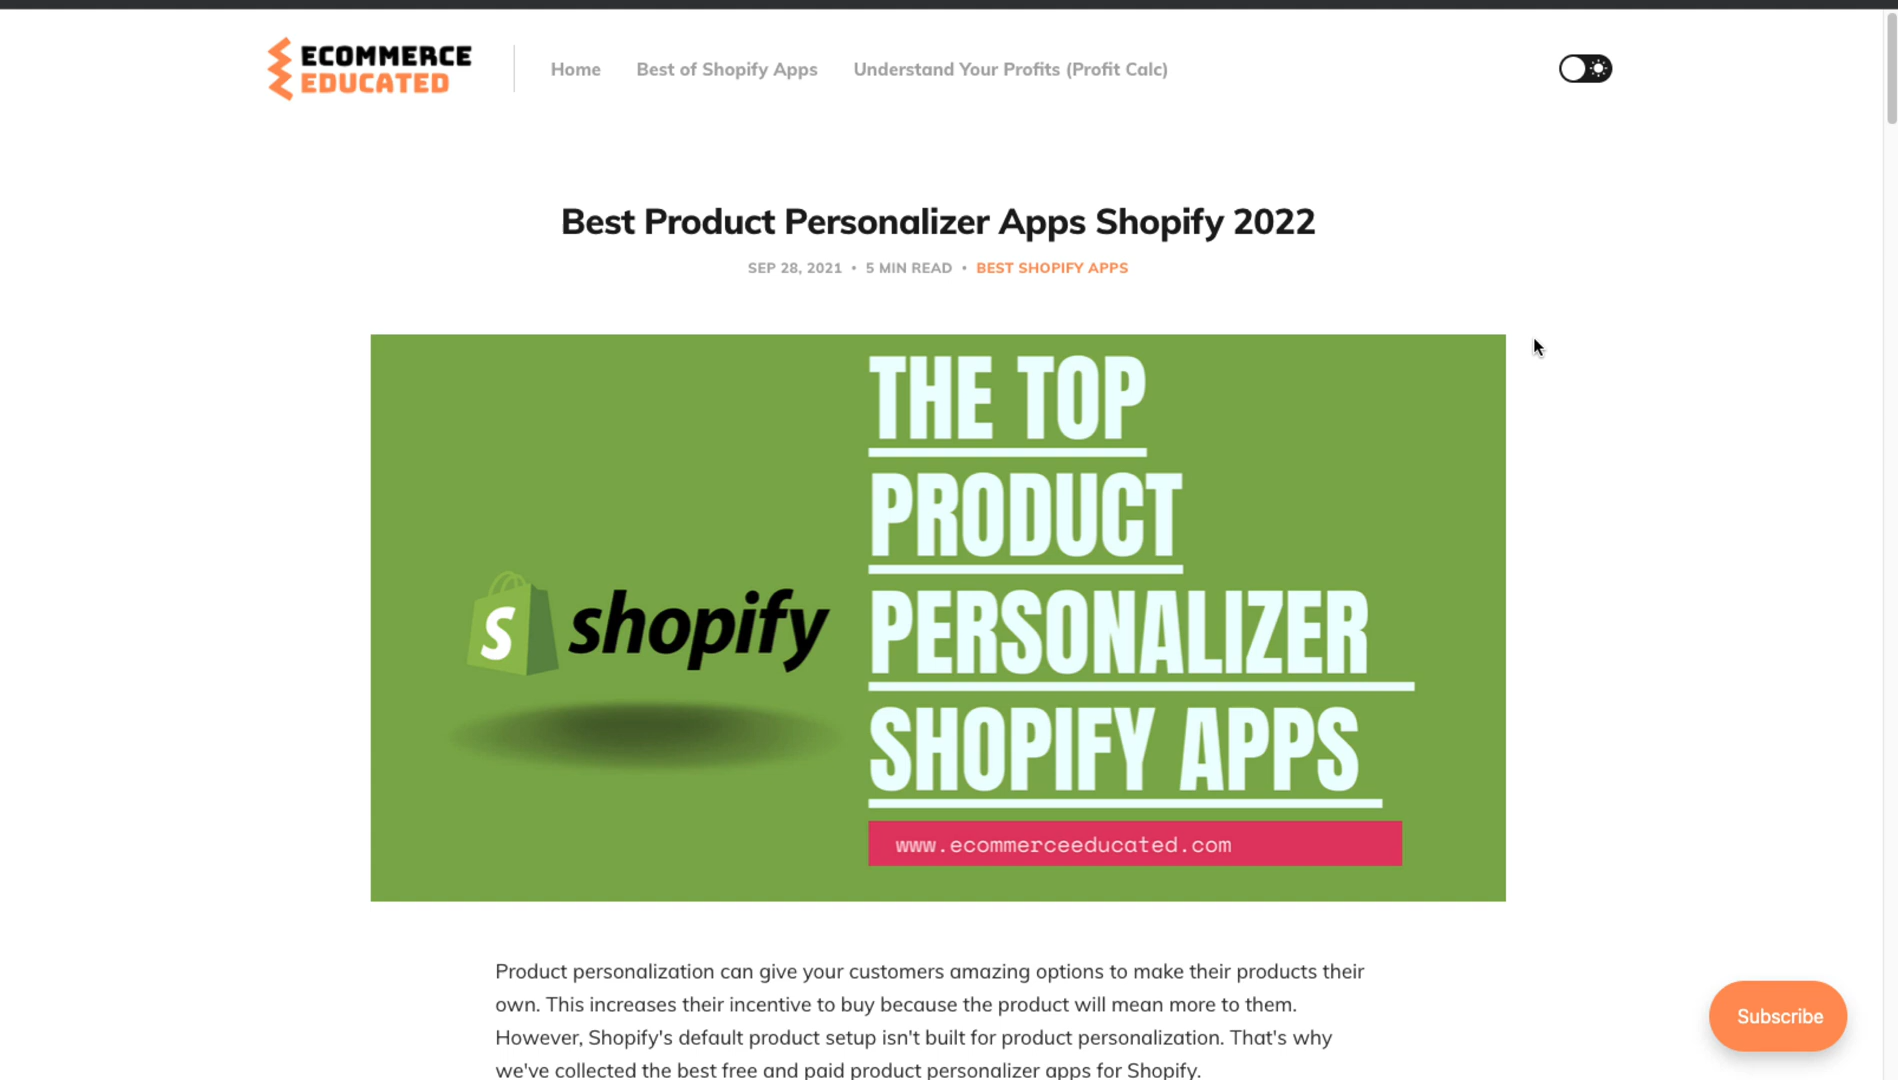 ECOMMERCE
EDUCATED
Home
Best of Shopify Apps
Understand Your Profits (Profit Calc)
Best Product Personalizer Apps Shopify 2022
SEP 28, 2021 • 5 MIN READ • BEST SHOPIFY APPS
S
shopify
THE TOP
PRODUCT
PERSONALIZER
SHOPIFY APPS
www.ecommerceeducated.com
Product personalization can give your customers amazing options to make their products their
own. This increases their incentive to buy because the product will mean more to them.
However, Shopify's default product setup isn't built for product personalization. That's why
we've collected the best free and paid product personalizer apps for Shopify.
Subscribe